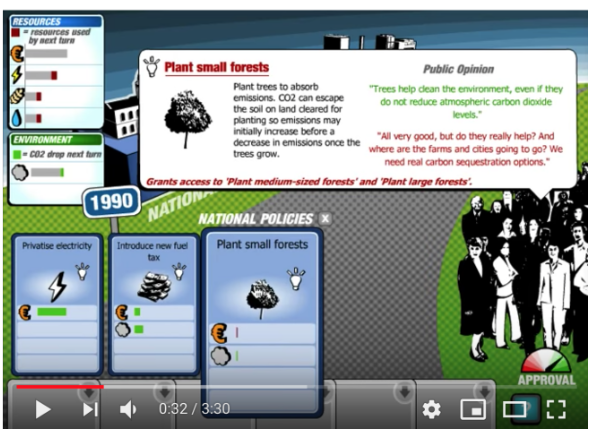 RESOURCES
= resources used
by next turn
ENVIRONMENT
= CO2 drop next turn
Plant small forests
Plant trees to absorb
emissions. CO2 can escape
the soil on land cleared for
planting so emissions may
initially increase before a
decrease in emissions once the
trees grow.
Public Opinion
"Trees help clean the environment, even if they
do not reduce atmospheric carbon dioxide
levels."
"All very good, but do they really help? And
where are the farms and cities going to go? We
need real carbon sequestration options."
Grants access to 'Plant medium-sized forests' and 'Plant large forests'.
1990
NATIONAL POLICIES x
Privatise electricity
Introduce new fuel
tax
Plant small forests
APPROVAL
0:32 / 3:30